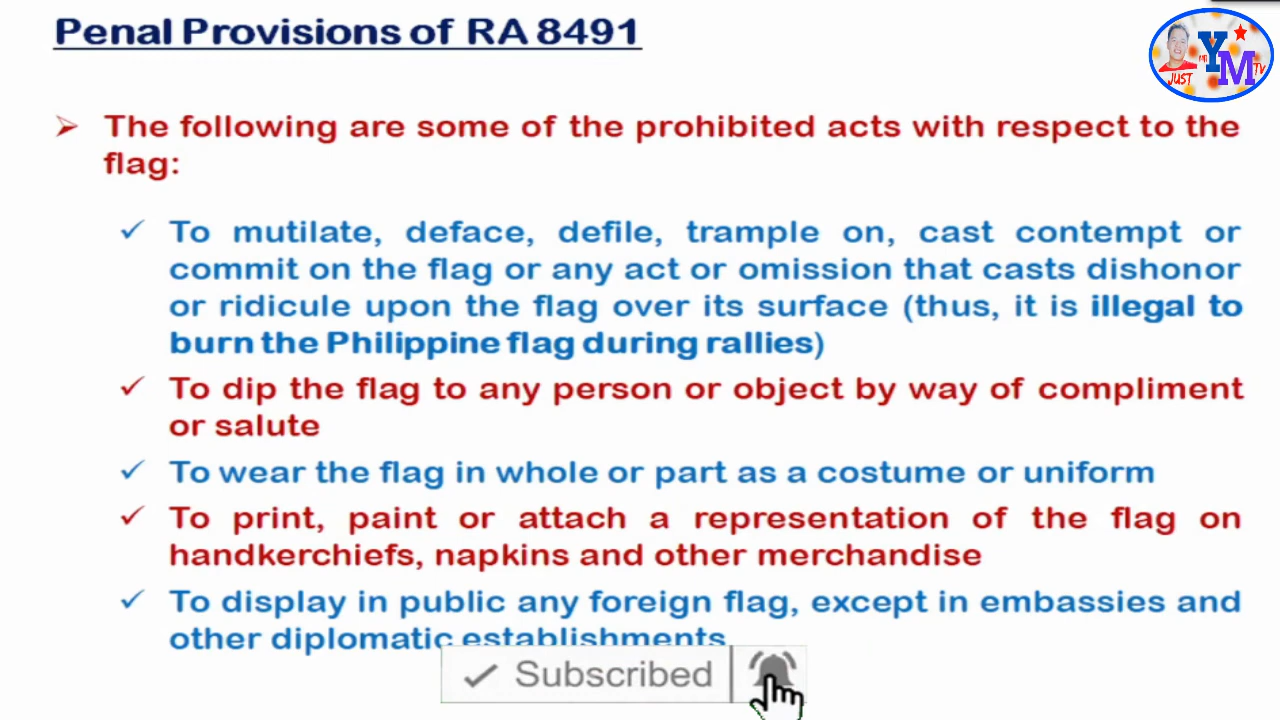 Penal Provisions of RA 8491
JUST
YM
TV
The following are some of the prohibited acts with respect to the
flag:
To mutilate, deface, defile, trample on, cast contempt or
commit on the flag or any act or omission that casts dishonor
or ridicule upon the flag over its surface (thus, it is illegal to
burn the Philippine flag during rallies)
To dip the flag to any person or object by way of compliment
or salute
To wear the flag in whole or part as a costume or uniform
To print, paint or attach a representation of the flag on
handkerchiefs, napkins and other merchandise
To display in public any foreign flag, except in embassies and
other diplomatic establishments
Subscribed